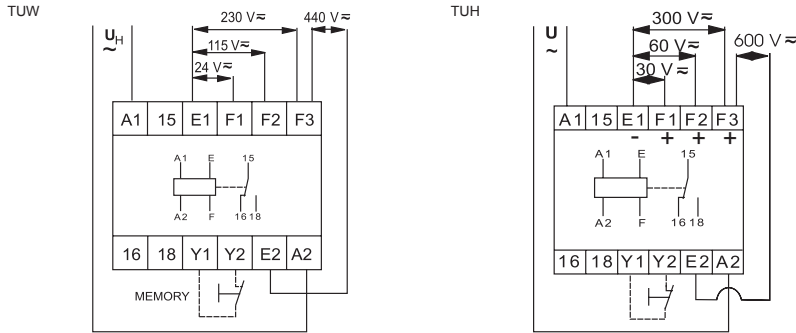 TUW
U_H
~
230 V≂
440 V≂
115 V≂
24 V≂
A1 15 E1 F1 F2 F3
A1 E 15
A2 F 16 18
16 18 Y1 Y2 E2 A2
MEMORY
TUH
U
~
300 V≂
60 V≂
600 V≂
30 V≂
A1 15 E1 F1 F2 F3
- + + +
A1 E 15
A2 F 16 18
16 18 Y1 Y2 E2 A2